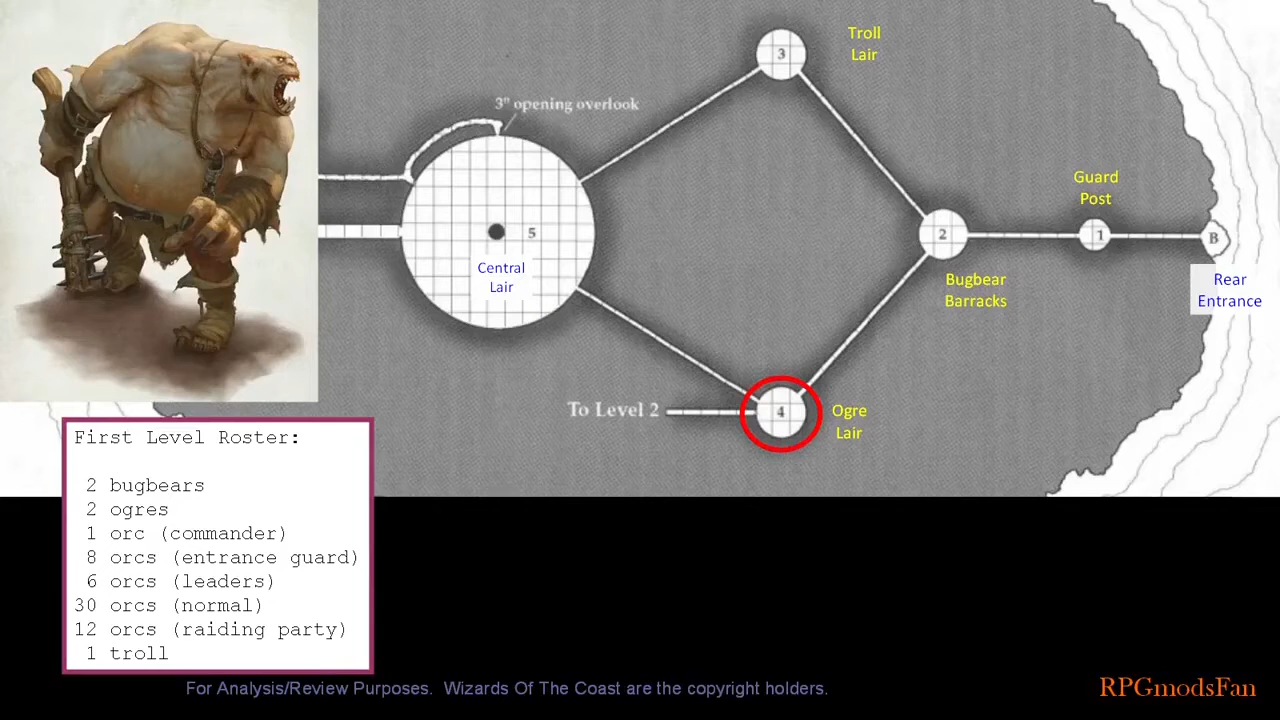 Troll
Lair
3
3" opening overlook
Guard
Post
5
2
1
B
Central
Lair
Bugbear
Barracks
Rear
Entrance
To Level 2
4
Ogre
Lair
First Level Roster:
2 bugbears
2 ogres
1 orc (commander)
8 orcs (entrance guard)
6 orcs (leaders)
30 orcs (normal)
12 orcs (raiding party)
1 troll
For Analysis/Review Purposes.  Wizards Of The Coast are the copyright holders.
RPGmodsFan